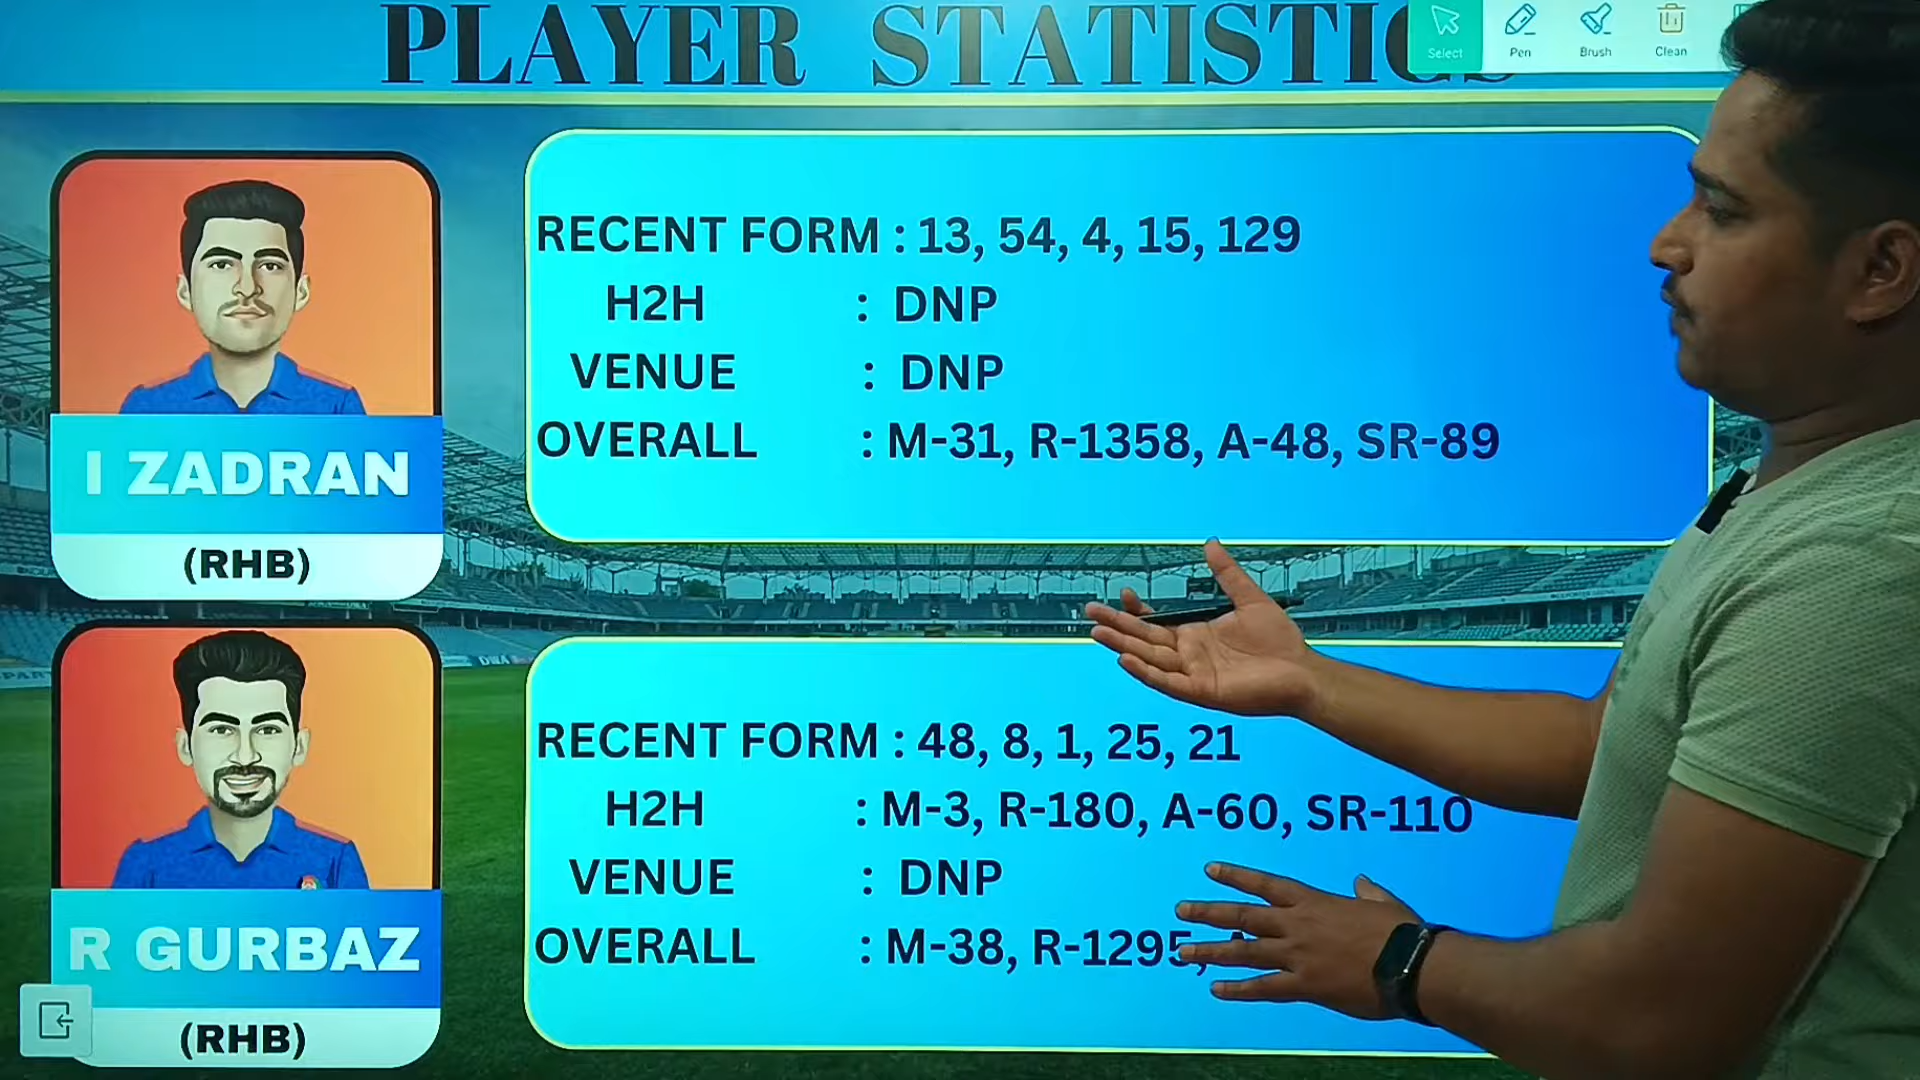 PLAYER STATISTICS
Select Pen Brush Clean
RECENT FORM : 13, 54, 4, 15, 129
H2H : DNP
VENUE : DNP
OVERALL : M-31, R-1358, A-48, SR-89
I ZADRAN
(RHB)
RECENT FORM : 48, 8, 1, 25, 21
H2H : M-3, R-180, A-60, SR-110
VENUE : DNP
OVERALL : M-38, R-1295,
R GURBAZ
(RHB)